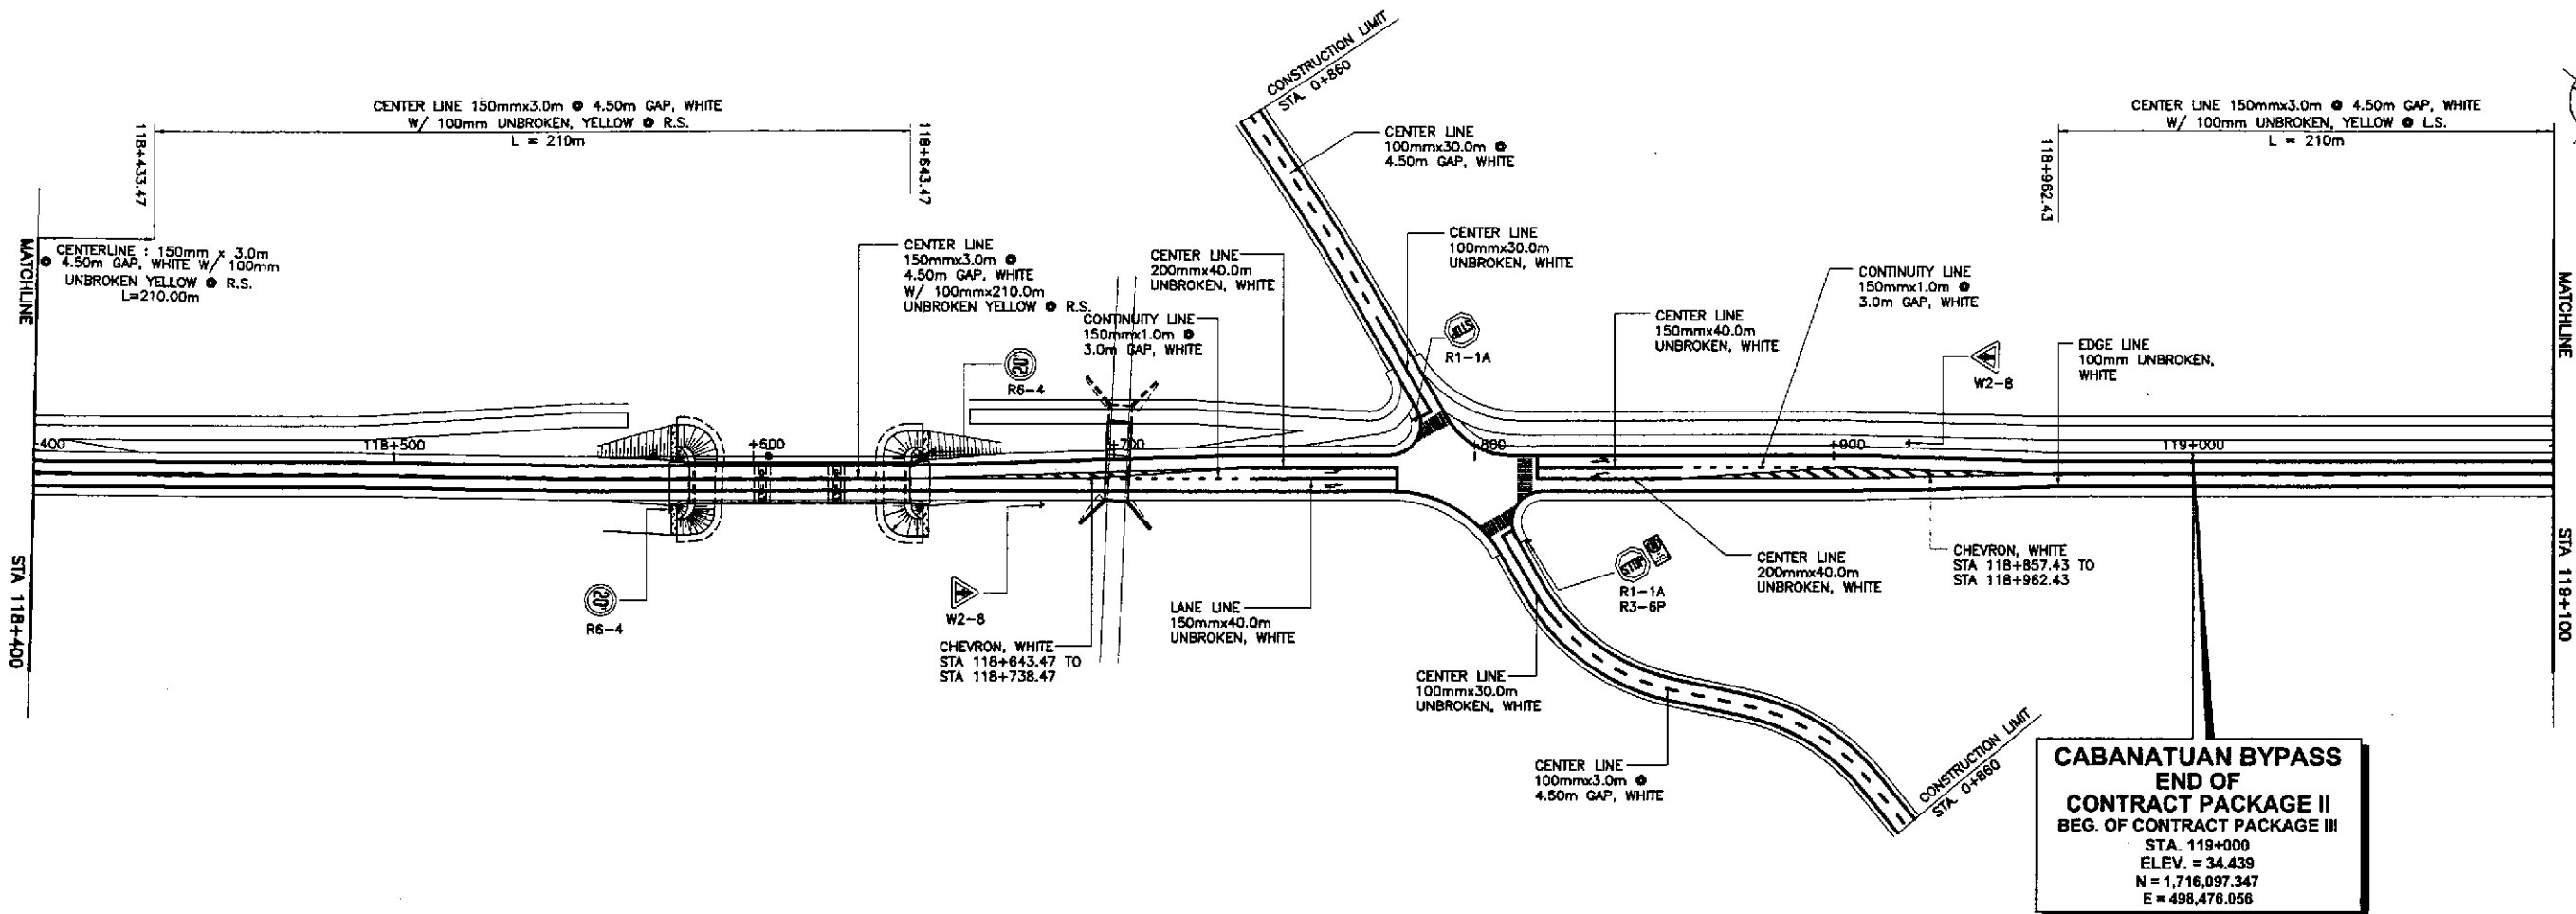 CENTER LINE 150mmx3.0m @ 4.50m GAP, WHITE
W/ 100mm UNBROKEN, YELLOW @ R.S.
L = 210m
118+433.47
118+643.47
CONSTRUCTION LIMIT
STA. 0+860
CENTER LINE 150mmx3.0m @ 4.50m GAP, WHITE
W/ 100mm UNBROKEN, YELLOW @ L.S.
L = 210m
118+962.43
CENTER LINE
100mmx30.0m @
4.50m GAP, WHITE
MATCHLINE
CENTERLINE : 150mm x 3.0m
@ 4.50m GAP, WHITE W/ 100mm
UNBROKEN YELLOW @ R.S.
L=210.00m
CENTER LINE
150mmx3.0m @
4.50m GAP, WHITE
W/ 100mmx210.0m
UNBROKEN YELLOW @ R.S.
CENTER LINE
200mmx40.0m
UNBROKEN, WHITE
CONTINUITY LINE
150mmx1.0m @
3.0m GAP, WHITE
CENTER LINE
100mmx30.0m
UNBROKEN, WHITE
STOP
R1-1A
CENTER LINE
150mmx40.0m
UNBROKEN, WHITE
CONTINUITY LINE
150mmx1.0m @
3.0m GAP, WHITE
W2-8
EDGE LINE
100mm UNBROKEN,
WHITE
MATCHLINE
R6-4
400
118+500
+600
+700
+800
+900
119+000
STA 118+400
20
R6-4
W2-8
CHEVRON, WHITE
STA 118+643.47 TO
STA 118+738.47
LANE LINE
150mmx40.0m
UNBROKEN, WHITE
STOP
R1-1A
R3-6P
CENTER LINE
200mmx40.0m
UNBROKEN, WHITE
CHEVRON, WHITE
STA 118+857.43 TO
STA 118+962.43
STA 119+100
CENTER LINE
100mmx30.0m
UNBROKEN, WHITE
CENTER LINE
100mmx3.0m @
4.50m GAP, WHITE
CONSTRUCTION LIMIT
STA. 0+860
CABANATUAN BYPASS
END OF
CONTRACT PACKAGE II
BEG. OF CONTRACT PACKAGE III
STA. 119+000
ELEV. = 34.439
N = 1,716,097.347
E = 498,476.056